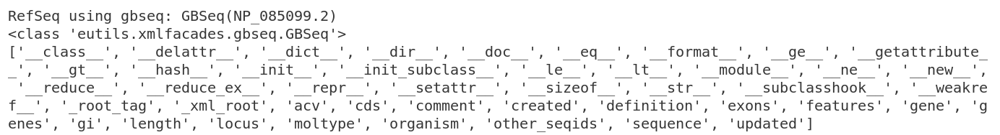 RefSeq using gbseq: GBSeq(NP_085099.2)
<class 'eutils.xmlfacades.gbseq.GBSeq'>
['__class__', '__delattr__', '__dict__', '__dir__', '__doc__', '__eq__', '__format__', '__ge__', '__getattribute_
_', '__gt__', '__hash__', '__init__', '__init_subclass__', '__le__', '__lt__', '__module__', '__ne__', '__new__',
 '__reduce__', '__reduce_ex__', '__repr__', '__setattr__', '__sizeof__', '__str__', '__subclasshook__', '__weakre
f__', '_root_tag', '_xml_root', 'acv', 'cds', 'comment', 'created', 'definition', 'exons', 'features', 'gene', 'g
enes', 'gi', 'length', 'locus', 'moltype', 'organism', 'other_seqids', 'sequence', 'updated']